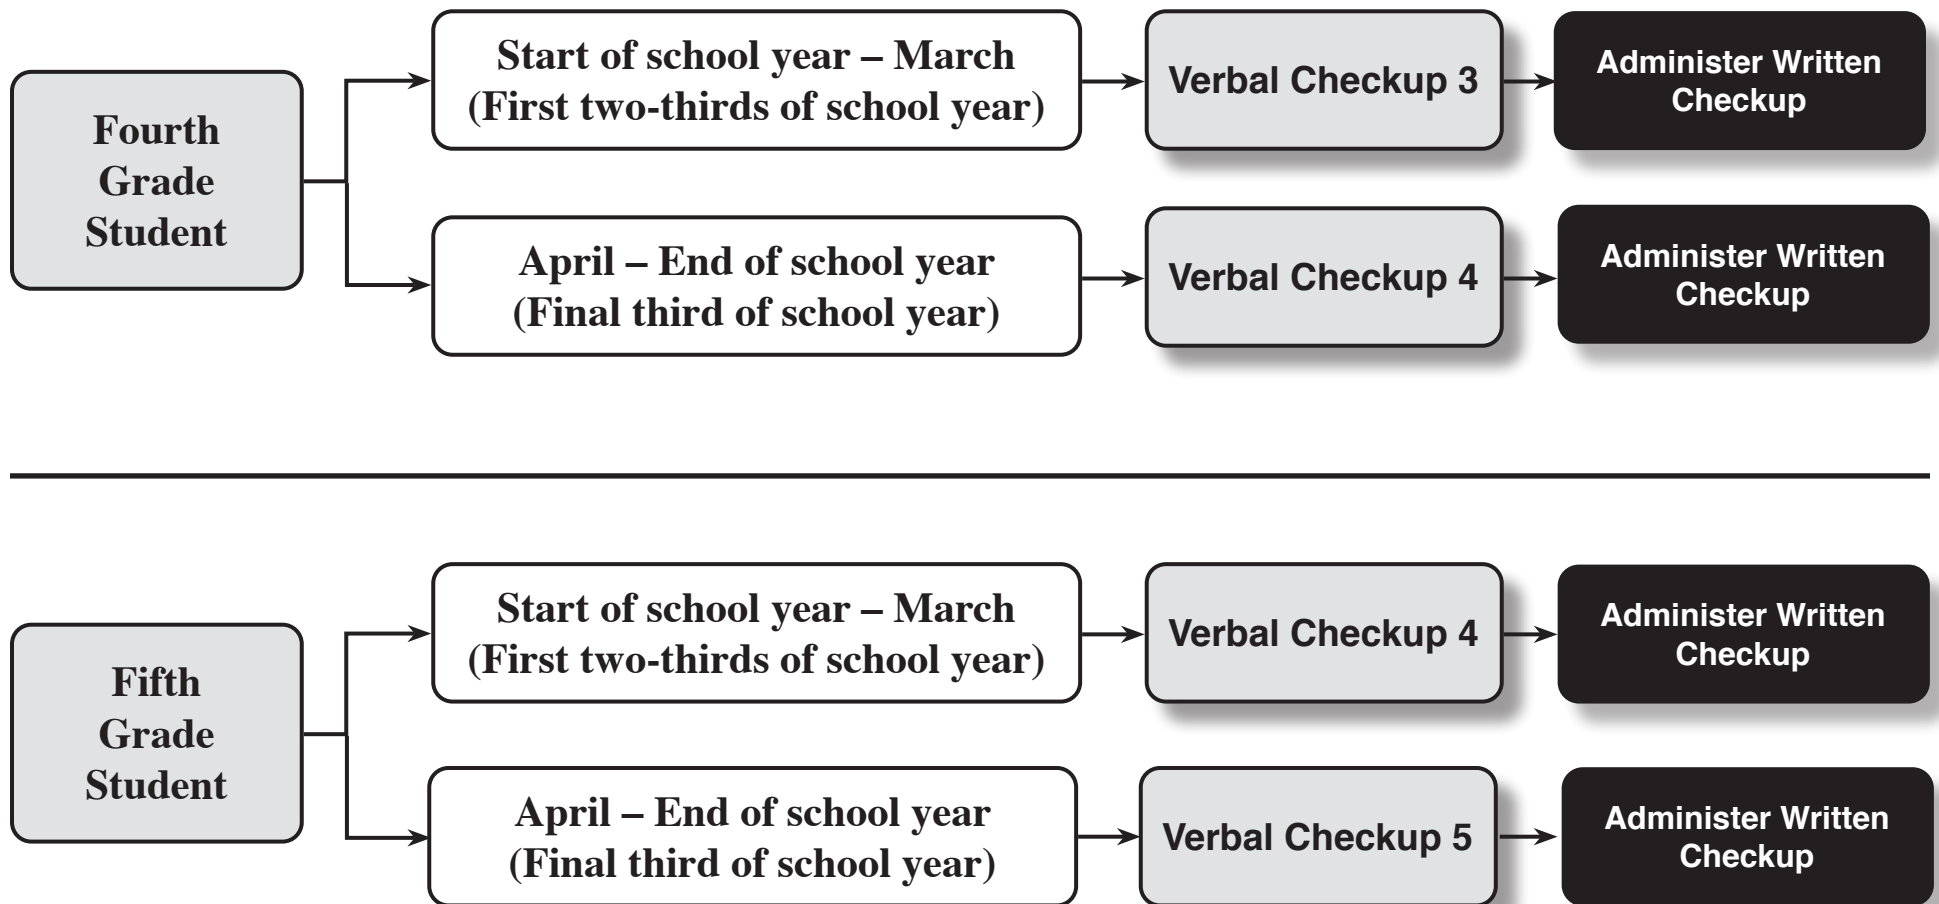 Fourth
Grade
Student
Start of school year – March
(First two-thirds of school year)
Verbal Checkup 3
Administer Written
Checkup
April – End of school year
(Final third of school year)
Verbal Checkup 4
Administer Written
Checkup
Fifth
Grade
Student
Start of school year – March
(First two-thirds of school year)
Verbal Checkup 4
Administer Written
Checkup
April – End of school year
(Final third of school year)
Verbal Checkup 5
Administer Written
Checkup